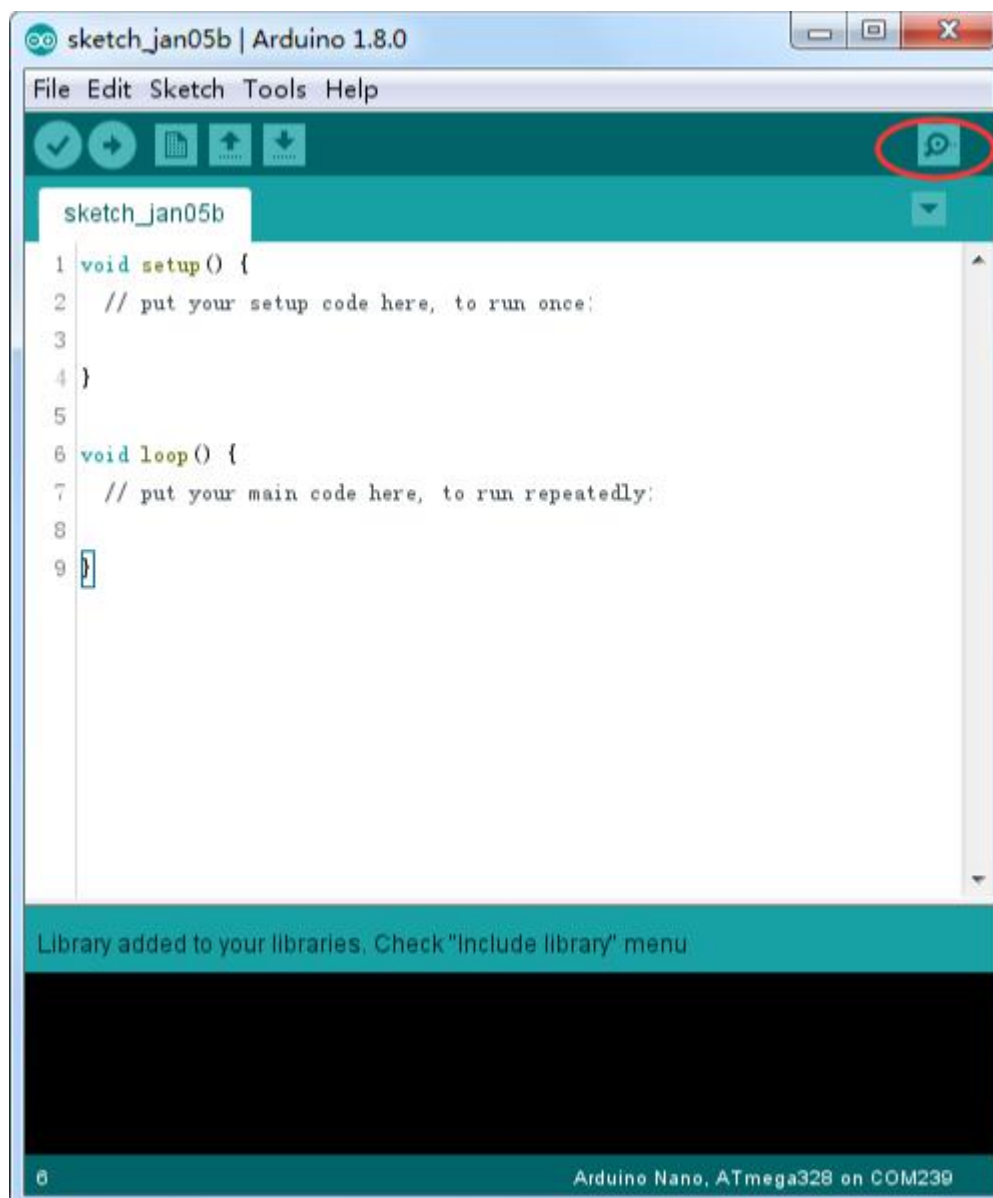 sketch_jan05b | Arduino 1.8.0
File Edit Sketch Tools Help
sketch_jan05b
1 void setup() {
2 // put your setup code here, to run once:
3
4 }
5
6 void loop() {
7 // put your main code here, to run repeatedly:
8
9 }
Library added to your libraries. Check "Include library" menu
6 Arduino Nano, ATmega328 on COM239